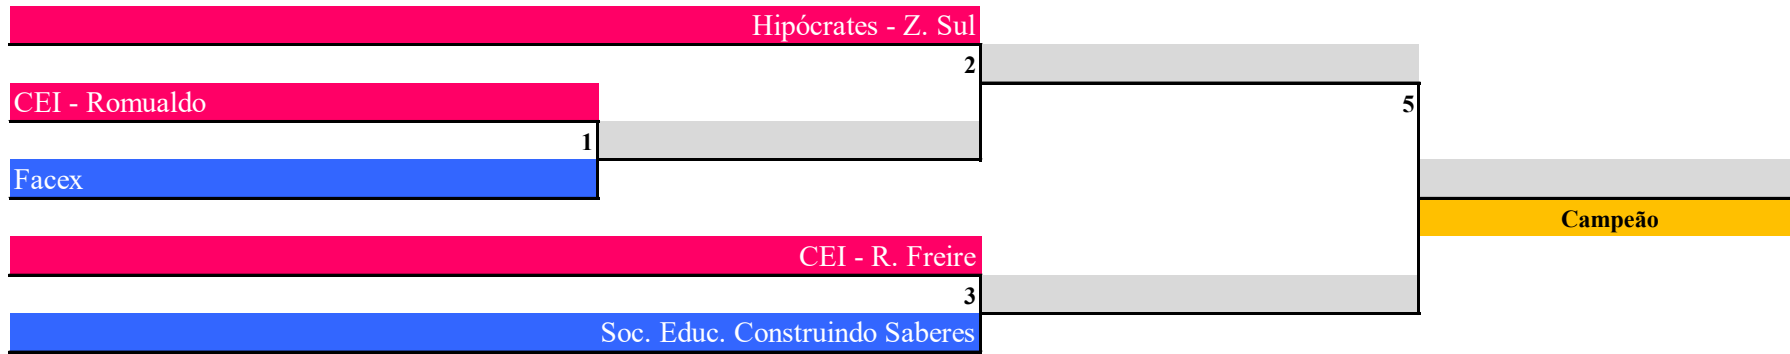 Hipócrates - Z. Sul
2
CEI - Romualdo
5
1
Facex
Campeão
CEI - R. Freire
3
Soc. Educ. Construindo Saberes